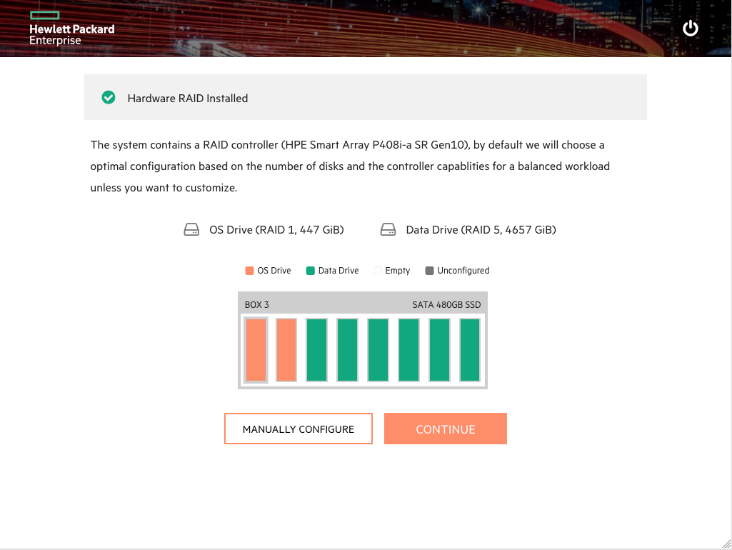 Hewlett Packard
Enterprise
Hardware RAID Installed
The system contains a RAID controller (HPE Smart Array P408i-a SR Gen10), by default we will choose a
optimal configuration based on the number of disks and the controller capablities for a balanced workload
unless you want to customize.
OS Drive (RAID 1, 447 GiB) Data Drive (RAID 5, 4657 GiB)
OS Drive Data Drive Empty Unconfigured
BOX 3 SATA 480GB SSD
MANUALLY CONFIGURE CONTINUE